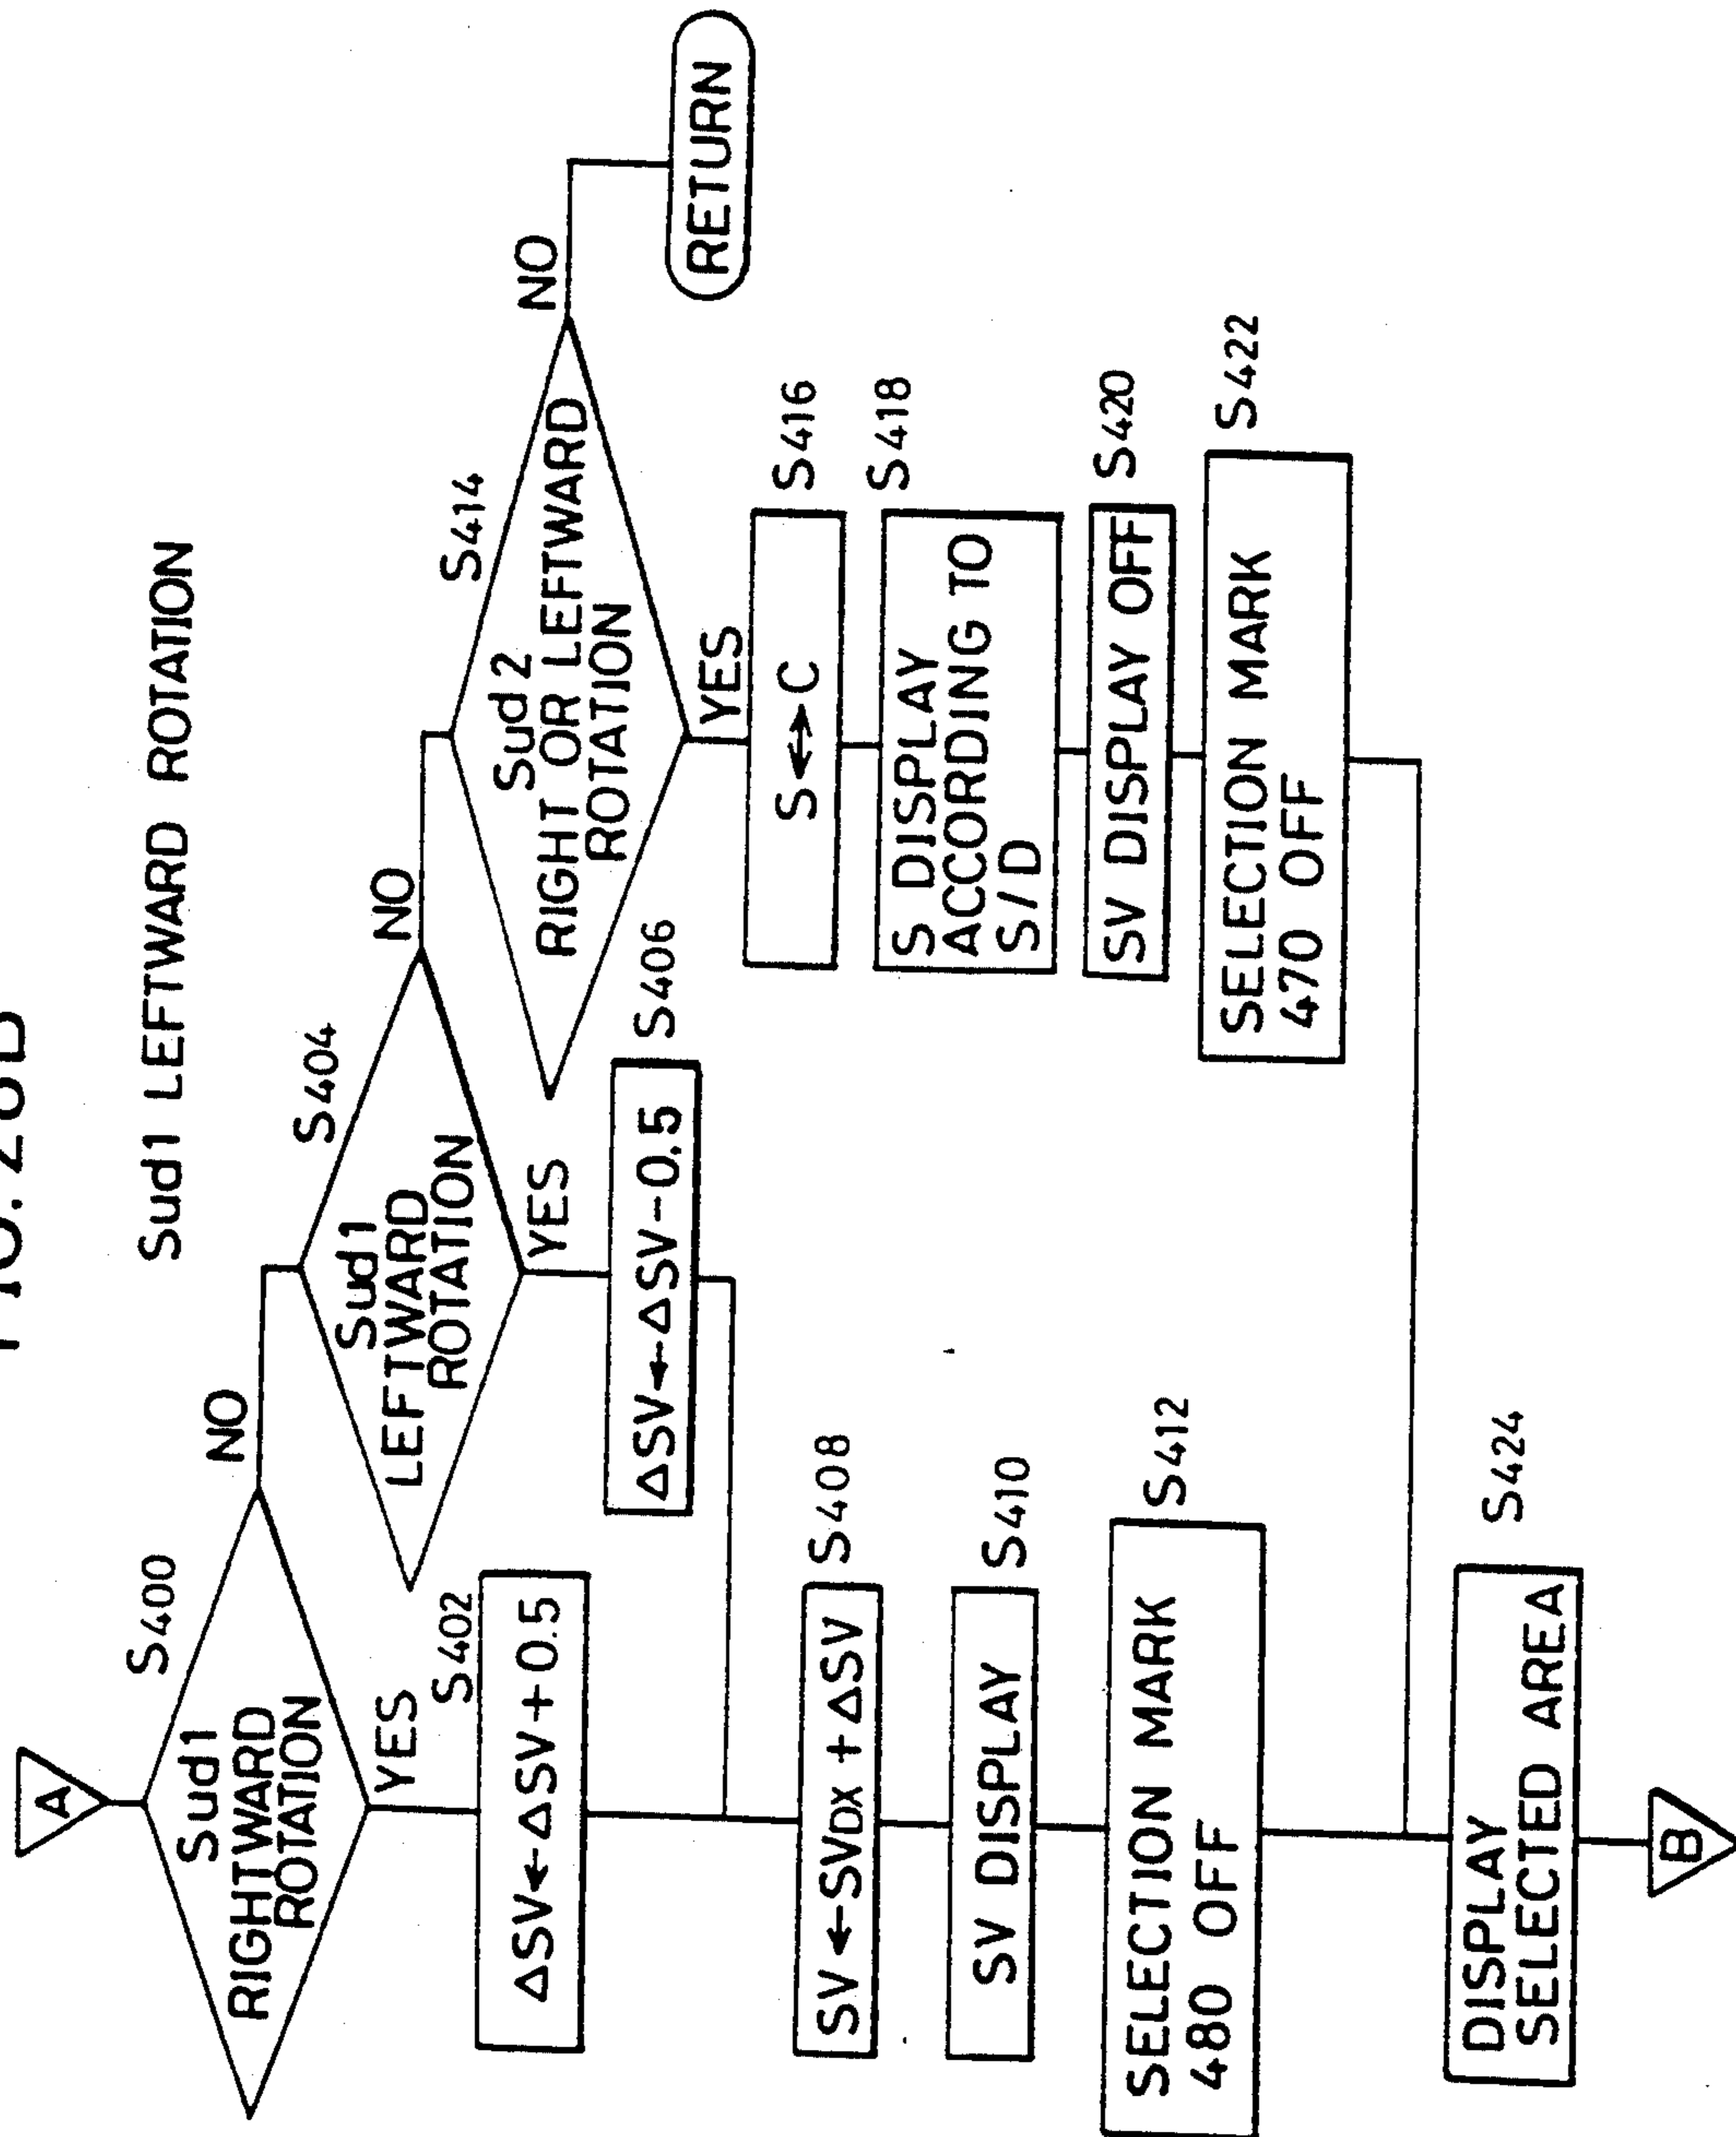 Sud1 LEFTWARD ROTATION
A
S400
Sud1
RIGHTWARD
ROTATION
NO
YES
S402
ΔSV←ΔSV+0.5
S404
Sud1
LEFTWARD
ROTATION
NO
YES
S406
ΔSV←ΔSV-0.5
S408
SV←SVDX+ΔSV
S410
SV DISPLAY
S412
SELECTION MARK
480 OFF
S414
Sud2
RIGHT OR LEFTWARD
ROTATION
NO
RETURN
YES
S416
S↔C
S418
S DISPLAY
ACCORDING TO
S/D
S420
SV DISPLAY OFF
S422
SELECTION MARK
470 OFF
S424
DISPLAY
SELECTED AREA
B